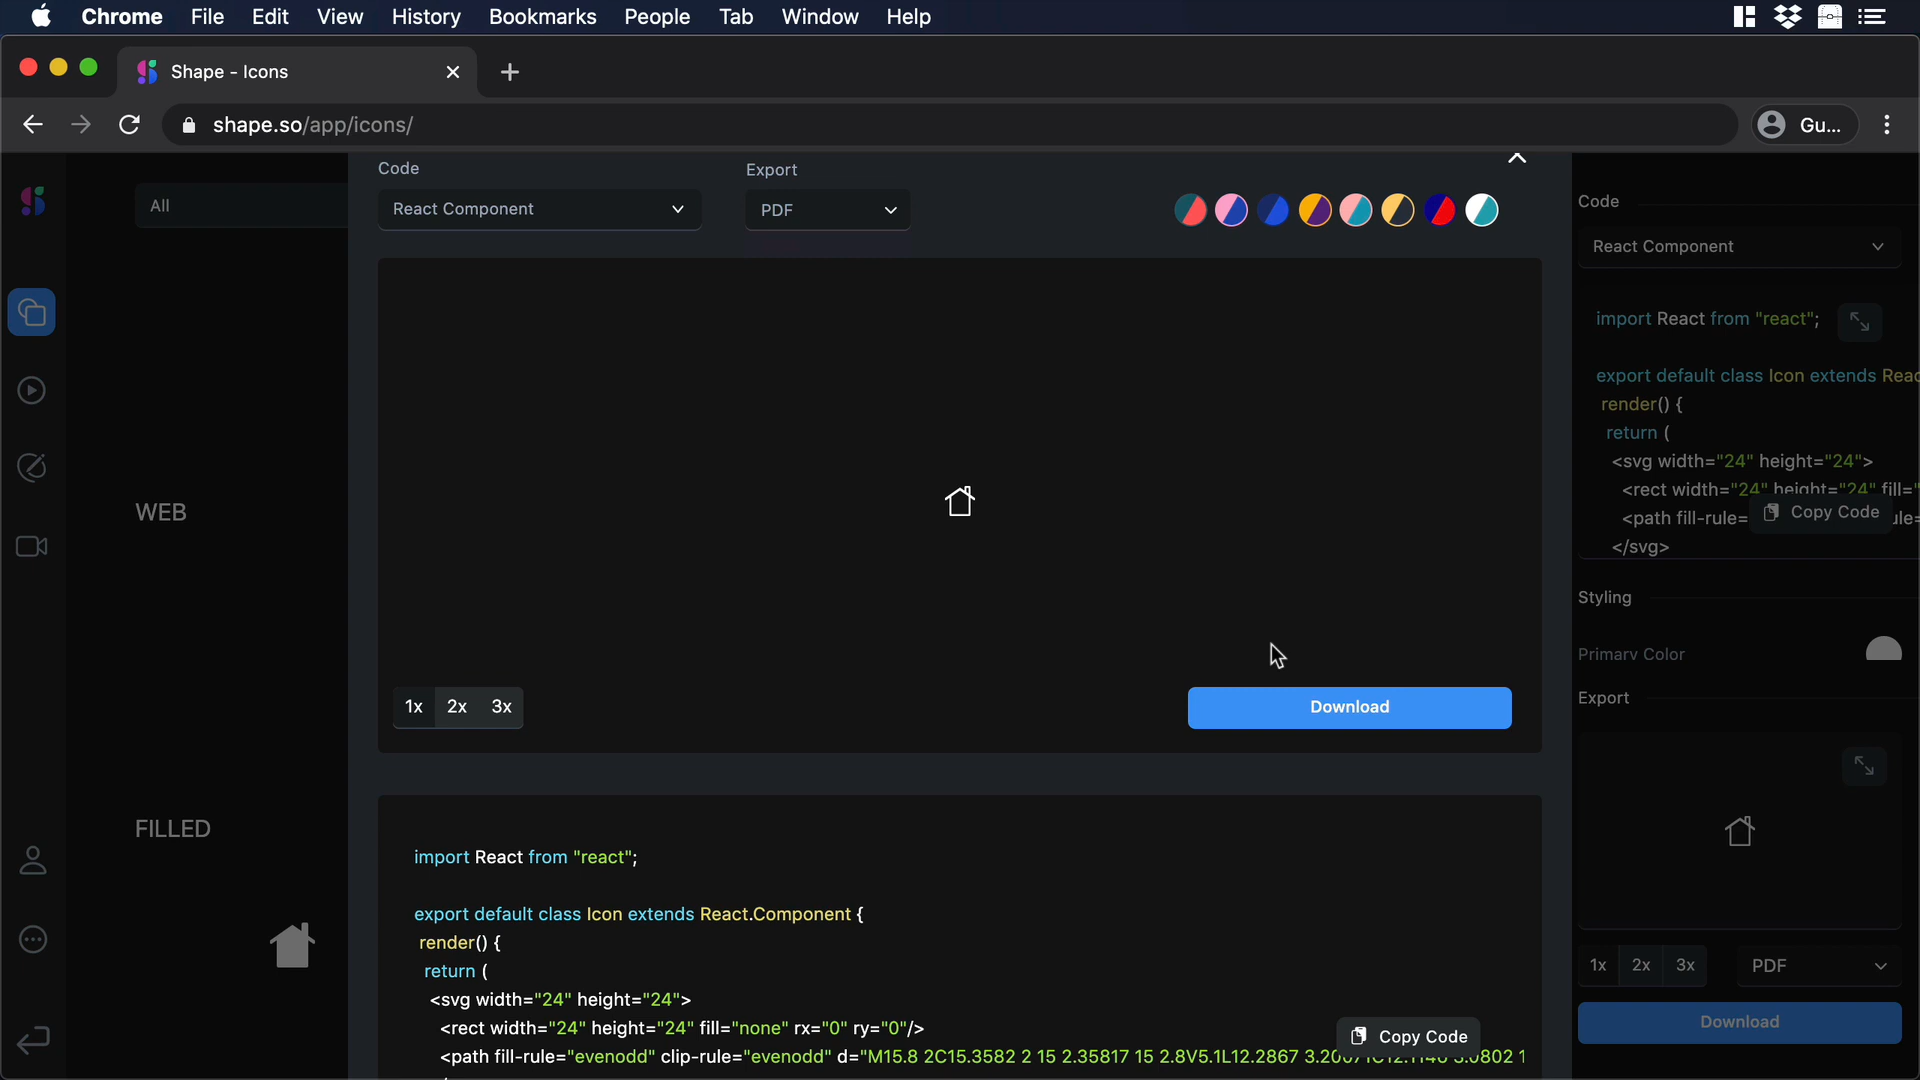 Chrome File Edit View History Bookmarks People Tab Window Help
Shape - Icons
shape.so/app/icons/
Gu...
All
WEB
FILLED
Code
Export
React Component
PDF
1x 2x 3x
Download
import React from "react";
export default class Icon extends React.Component {
render() {
return (
<svg width="24" height="24">
<rect width="24" height="24" fill="none" rx="0" ry="0"/>
<path fill-rule="evenodd" clip-rule="evenodd" d="M15.8 2C15.3582 2 15 2.35817 15 2.8V5.1L12.2867
Copy Code
Code
React Component
import React from "react";
export default class Icon extends Reac
render() {
return (
<svg width="24" height="24">
<rect width="24" height="24" fill="
<path fill-rule=
Copy Code
</svg>
Styling
Primary Color
Export
1x 2x 3x
PDF
Download